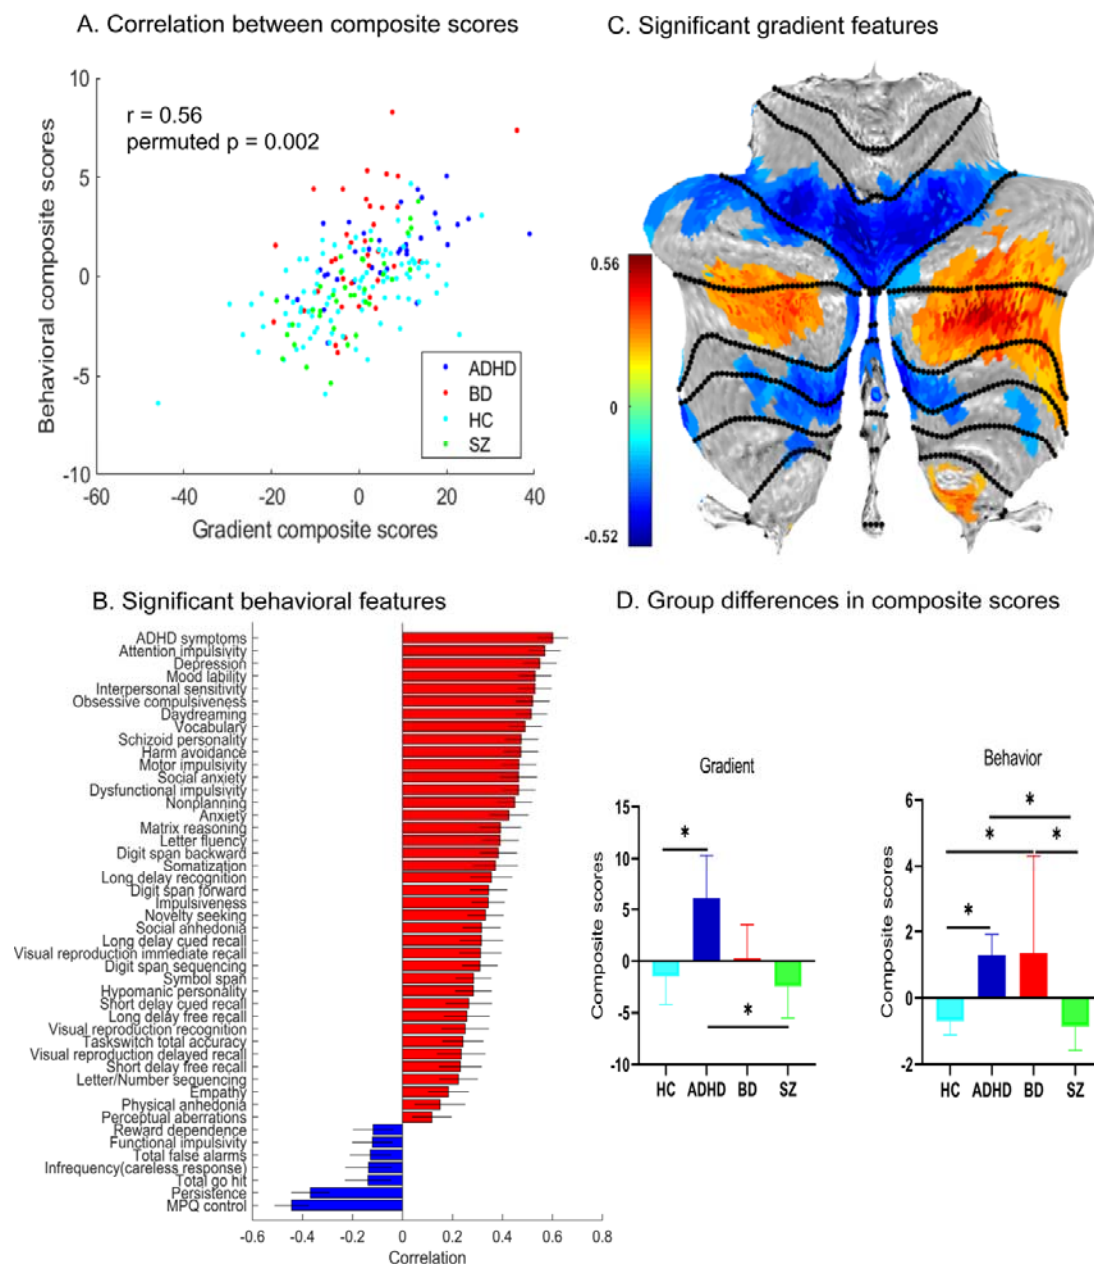 A. Correlation between composite scores
10
5
0
-5
-10
-60
-40
-20
0
20
40
r = 0.56
permuted p = 0.002
Behavioral composite scores
Gradient composite scores
ADHD
BD
HC
SZ
C. Significant gradient features
0.56
0
-0.52
B. Significant behavioral features
ADHD symptoms
Attention impulsivity
Depression
Mood lability
Interpersonal sensitivity
Obsessive compulsiveness
Daydreaming
Vocabulary
Schizoid personality
Harm avoidance
Motor impulsivity
Social anxiety
Dysfunctional impulsivity
Nonplanning
Anxiety
Matrix reasoning
Letter fluency
Digit span backward
Somatization
Long delay recognition
Digit span forward
Impulsiveness
Novelty seeking
Social anhedonia
Long delay cued recall
Visual reproduction immediate recall
Digit span sequencing
Symbol span
Hypomanic personality
Short delay cued recall
Long delay free recall
Visual reproduction recognition
Taskswitch total accuracy
Visual reproduction delayed recall
Short delay free recall
Letter/Number sequencing
Empathy
Physical anhedonia
Perceptual aberrations
Reward dependence
Functional impulsivity
Total false alarms
Infrequency(careless response)
Total go hit
Persistence
MPQ control
-0.6
-0.4
-0.2
0
0.2
0.4
0.6
0.8
Correlation
D. Group differences in composite scores
Gradient
15
10
5
0
-5
-10
Composite scores
*
*
HC
ADHD
BD
SZ
Behavior
6
4
2
0
-2
Composite scores
*
*
*
*
HC
ADHD
BD
SZ